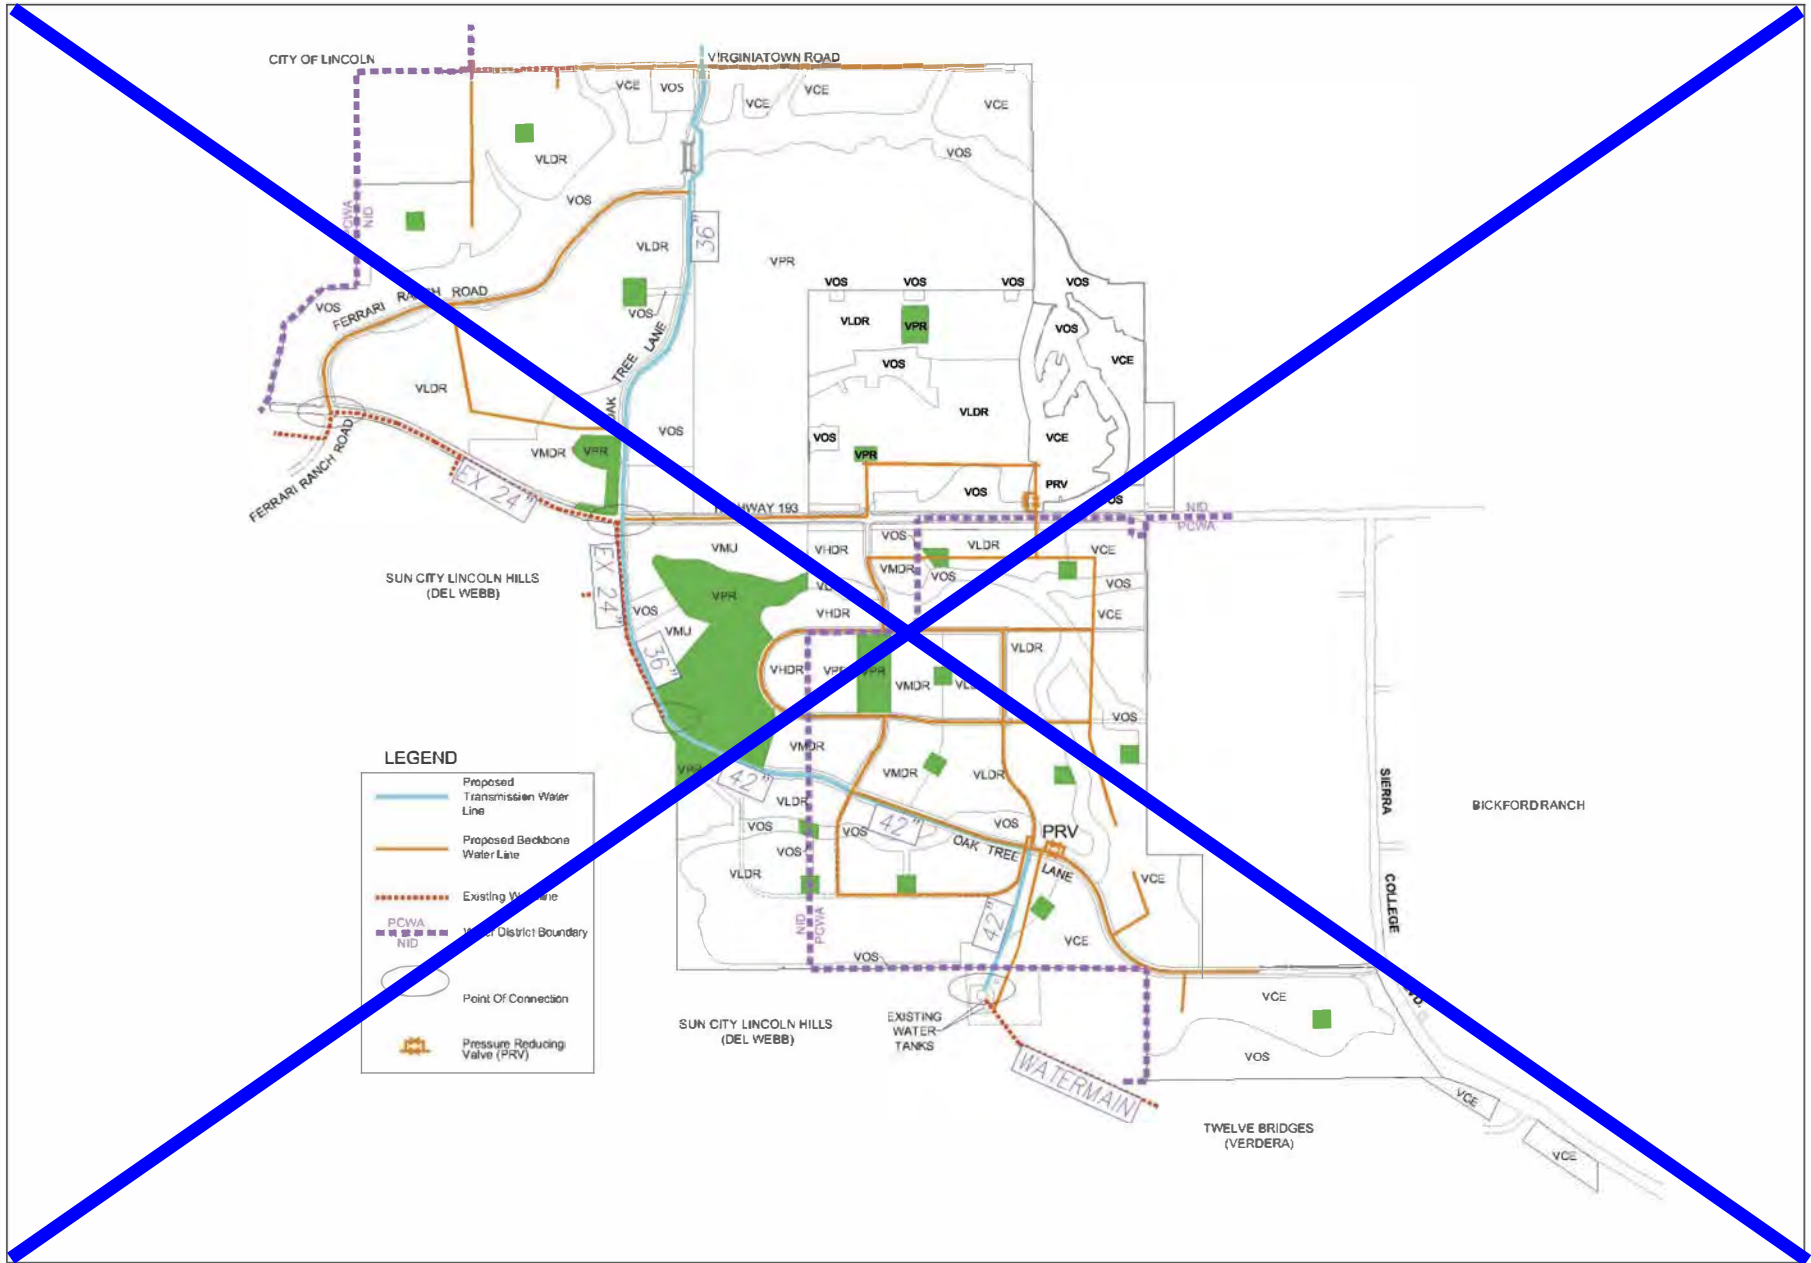 CITY OF LINCOLN
VIRGINIATOWN ROAD
VCE
VOS
VCE
VCE
VCE
VLDR
VOS
VOS
PCWA
NID
36"
VLDR
VPR
VOS
VOS
VOS
VOS
VOS
FERRARI RANCH ROAD
VOS
VLDR
VPR
VOS
VCE
OAK TREE LANE
VOS
VLDR
VLDR
VOS
VOS
VCE
VMDR
VPR
VPR
FERRARI RANCH ROAD
EX 24"
VOS
PRV
HIGHWAY 193
NID
PCWA
VMU
VHDR
VOS
VLDR
VCE
SUN CITY LINCOLN HILLS
(DEL WEBB)
EX 24"
VMDR
VOS
VOS
VPR
VOS
VHDR
VCE
VMU
36"
VHDR
VPR
VMDR
VLDR
VOS
LEGEND
VMDR
VPR
42"
VMDR
VLDR
Proposed
Transmission Water
Line
VLDR
SIERRA
BICKFORD RANCH
VOS
VOS
42"
VOS
PRV
Proposed Backbone
Water Line
VOS
OAK TREE
LANE
VLDR
VCE
COLLEGE
Existing
PCWA
NID
District Boundary
NID
PCWA
42"
VCE
VOS
Point Of Connection
VCE
SUN CITY LINCOLN HILLS
(DEL WEBB)
EXISTING
WATER
TANKS
Pressure Reducing
Valve (PRV)
VOS
WATERMAIN
VCE
TWELVE BRIDGES
(VERDERA)
VCE